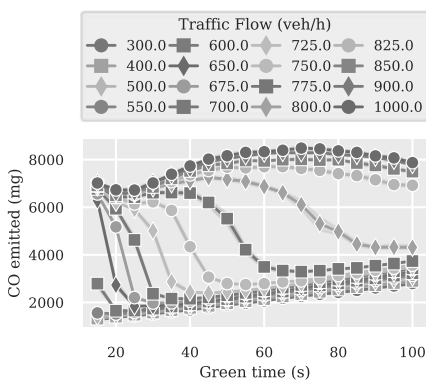 Traffic Flow (veh/h)
300.0 600.0 725.0 825.0
400.0 650.0 750.0 850.0
500.0 675.0 775.0 900.0
550.0 700.0 800.0 1000.0
8000
6000
4000
2000
CO emitted (mg)
20 40 60 80 100
Green time (s)